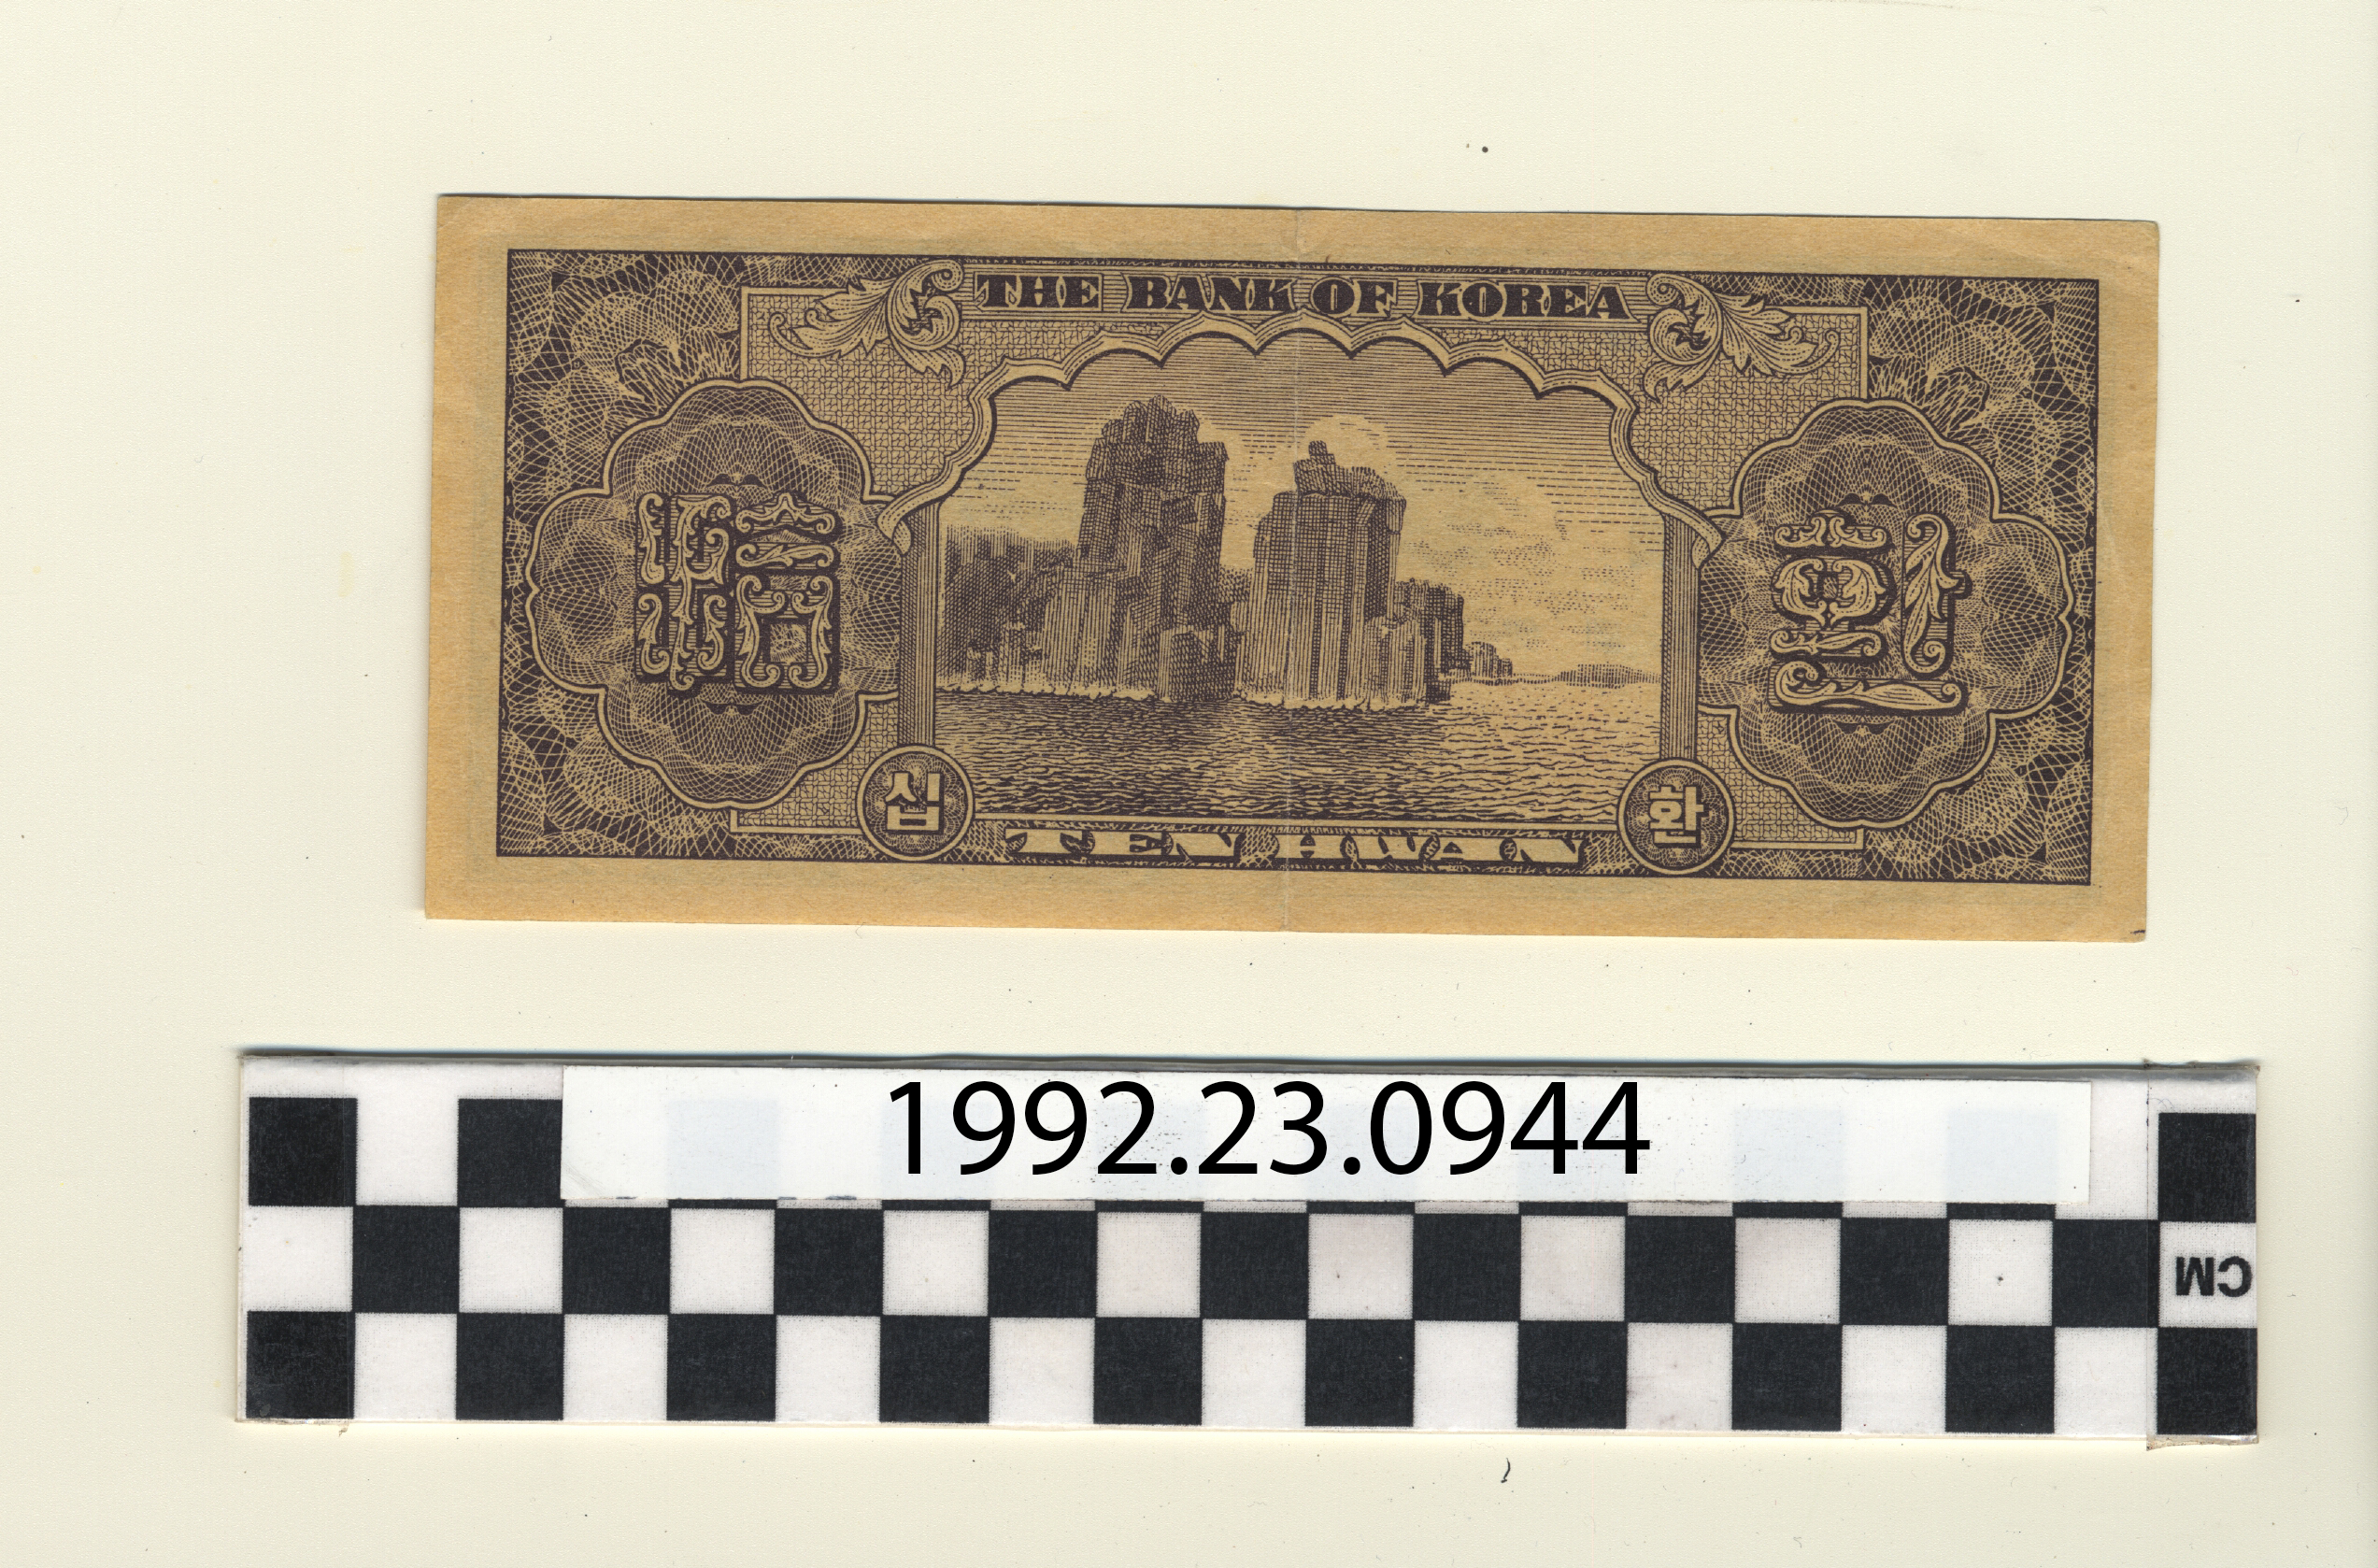 THE BANK OF KOREA
拾 환
십 환
TEN HWAN
1992.23.0944
CM